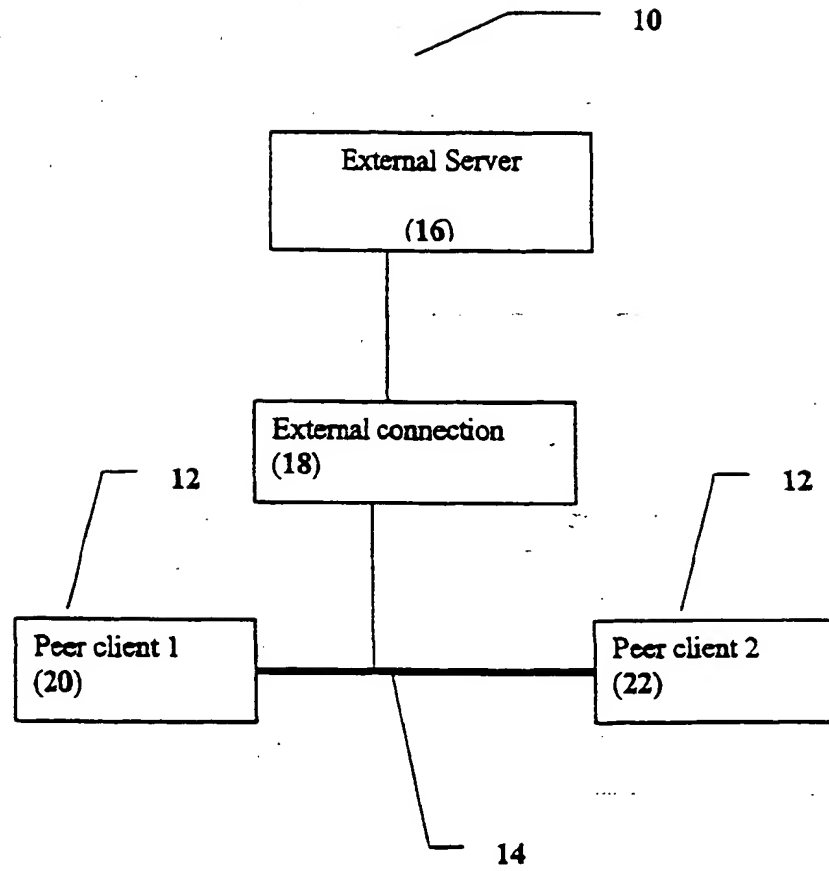 10
External Server
(16)
External connection
(18)
12
12
Peer client 1
(20)
Peer client 2
(22)
14